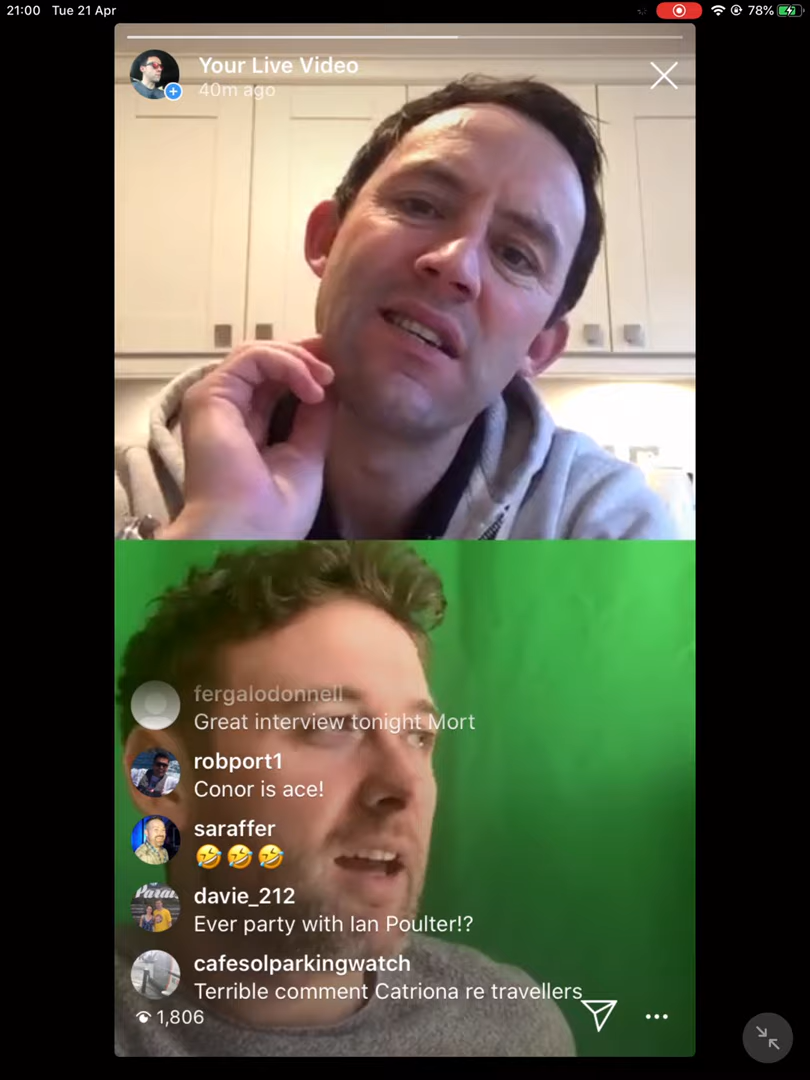 21:00 Tue 21 Apr 78%
Your Live Video
40m ago
fergalodonnell
Great interview tonight Mort
robport1
Conor is ace!
saraffer
🤣🤣🤣
davie_212
Ever party with Ian Poulter!?
cafesolparkingwatch
Terrible comment Catriona re travellers
1,806